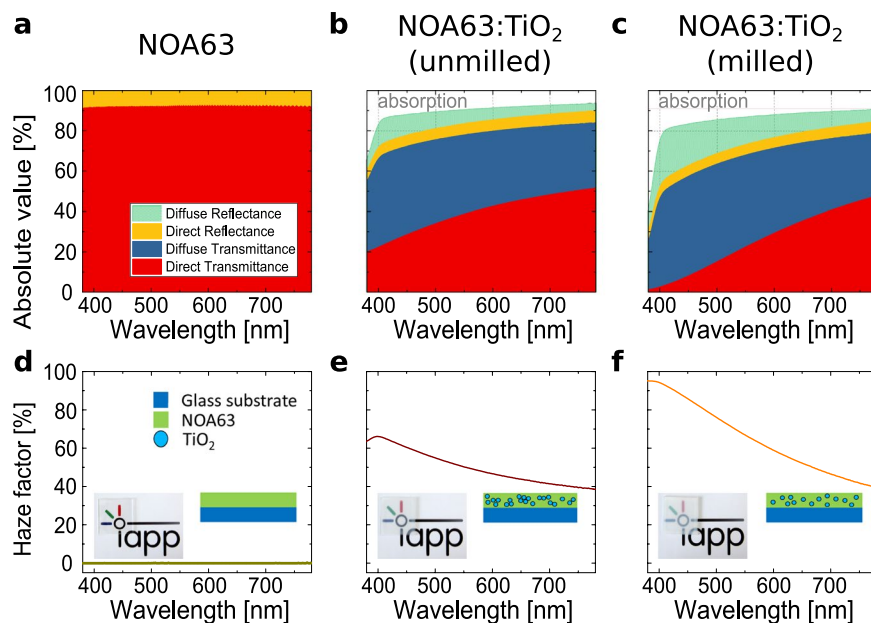 a
NOA63
b
NOA63:TiO2
(unmilled)
c
NOA63:TiO2
(milled)
Absolute value [%]
100
80
60
40
20
0
Diffuse Reflectance
Direct Reflectance
Diffuse Transmittance
Direct Transmittance
400 500 600 700
Wavelength [nm]
absorption
400 500 600 700
Wavelength [nm]
absorption
400 500 600 700
Wavelength [nm]
d
Haze factor [%]
100
80
60
40
20
0
Glass substrate
NOA63
TiO2
iapp
400 500 600 700
Wavelength [nm]
e
iapp
400 500 600 700
Wavelength [nm]
f
iapp
400 500 600 700
Wavelength [nm]